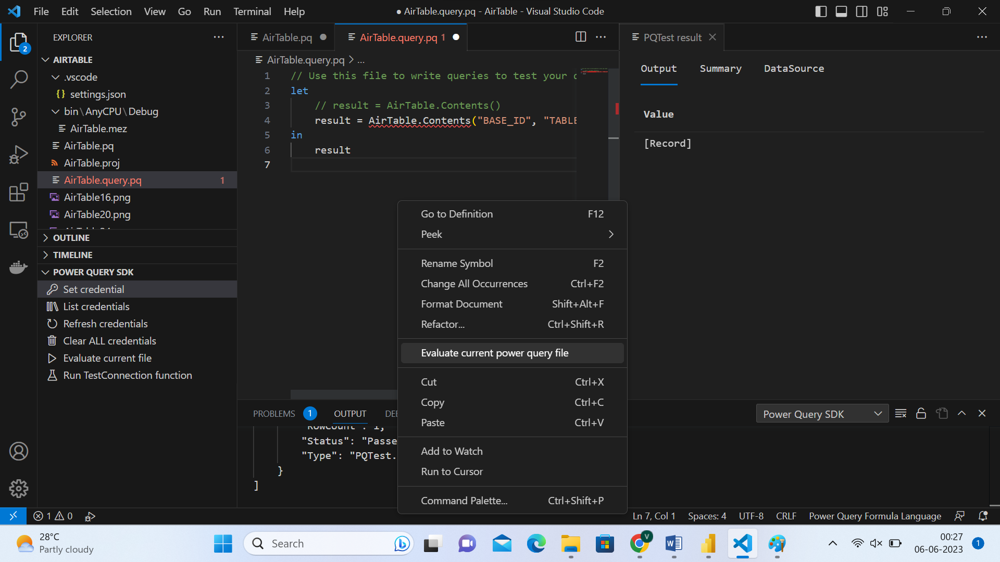 File Edit Selection View Go Run Terminal Help
● AirTable.query.pq - AirTable - Visual Studio Code
EXPLORER
2
AIRTABLE
.vscode
{} settings.json
bin\AnyCPU\Debug
AirTable.mez
AirTable.pq
AirTable.proj
AirTable.query.pq 1
AirTable16.png
AirTable20.png
OUTLINE
TIMELINE
POWER QUERY SDK
Set credential
List credentials
Refresh credentials
Clear ALL credentials
Evaluate current file
Run TestConnection function
AirTable.pq
AirTable.query.pq 1
AirTable.query.pq > ...
1 // Use this file to write queries to test your
2 let
3 // result = AirTable.Contents()
4 result = AirTable.Contents("BASE_ID", "TABLE
5 in
6 result
7
PQTest result
Output Summary DataSource
Value
[Record]
Go to Definition F12
Peek
Rename Symbol F2
Change All Occurrences Ctrl+F2
Format Document Shift+Alt+F
Refactor... Ctrl+Shift+R
Evaluate current power query file
Cut Ctrl+X
Copy Ctrl+C
Paste Ctrl+V
Add to Watch
Run to Cursor
Command Palette... Ctrl+Shift+P
PROBLEMS 1 OUTPUT DEB
Power Query SDK
"RowCount": 1,
"Status": "Passe
"Type": "PQTest.
}
]
1 0
Ln 7, Col 1 Spaces: 4 UTF-8 CRLF Power Query Formula Language
28°C
Partly cloudy
Search
V
00:27
06-06-2023
1